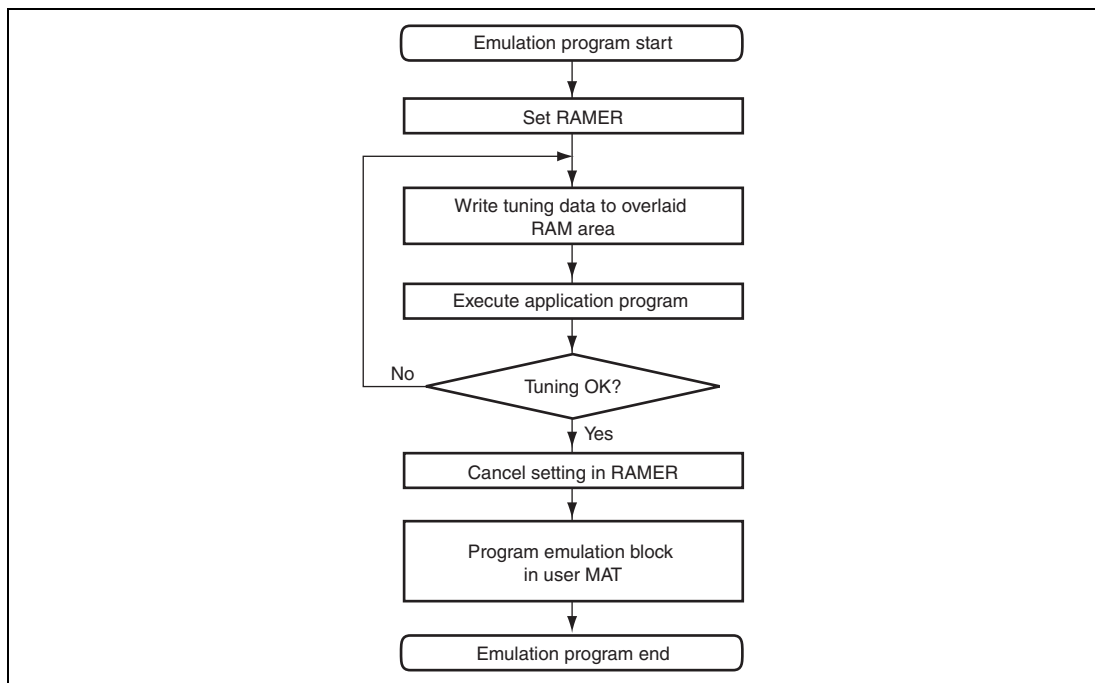 Emulation program start
Set RAMER
Write tuning data to overlaid
RAM area
Execute application program
No
Tuning OK?
Yes
Cancel setting in RAMER
Program emulation block
in user MAT
Emulation program end